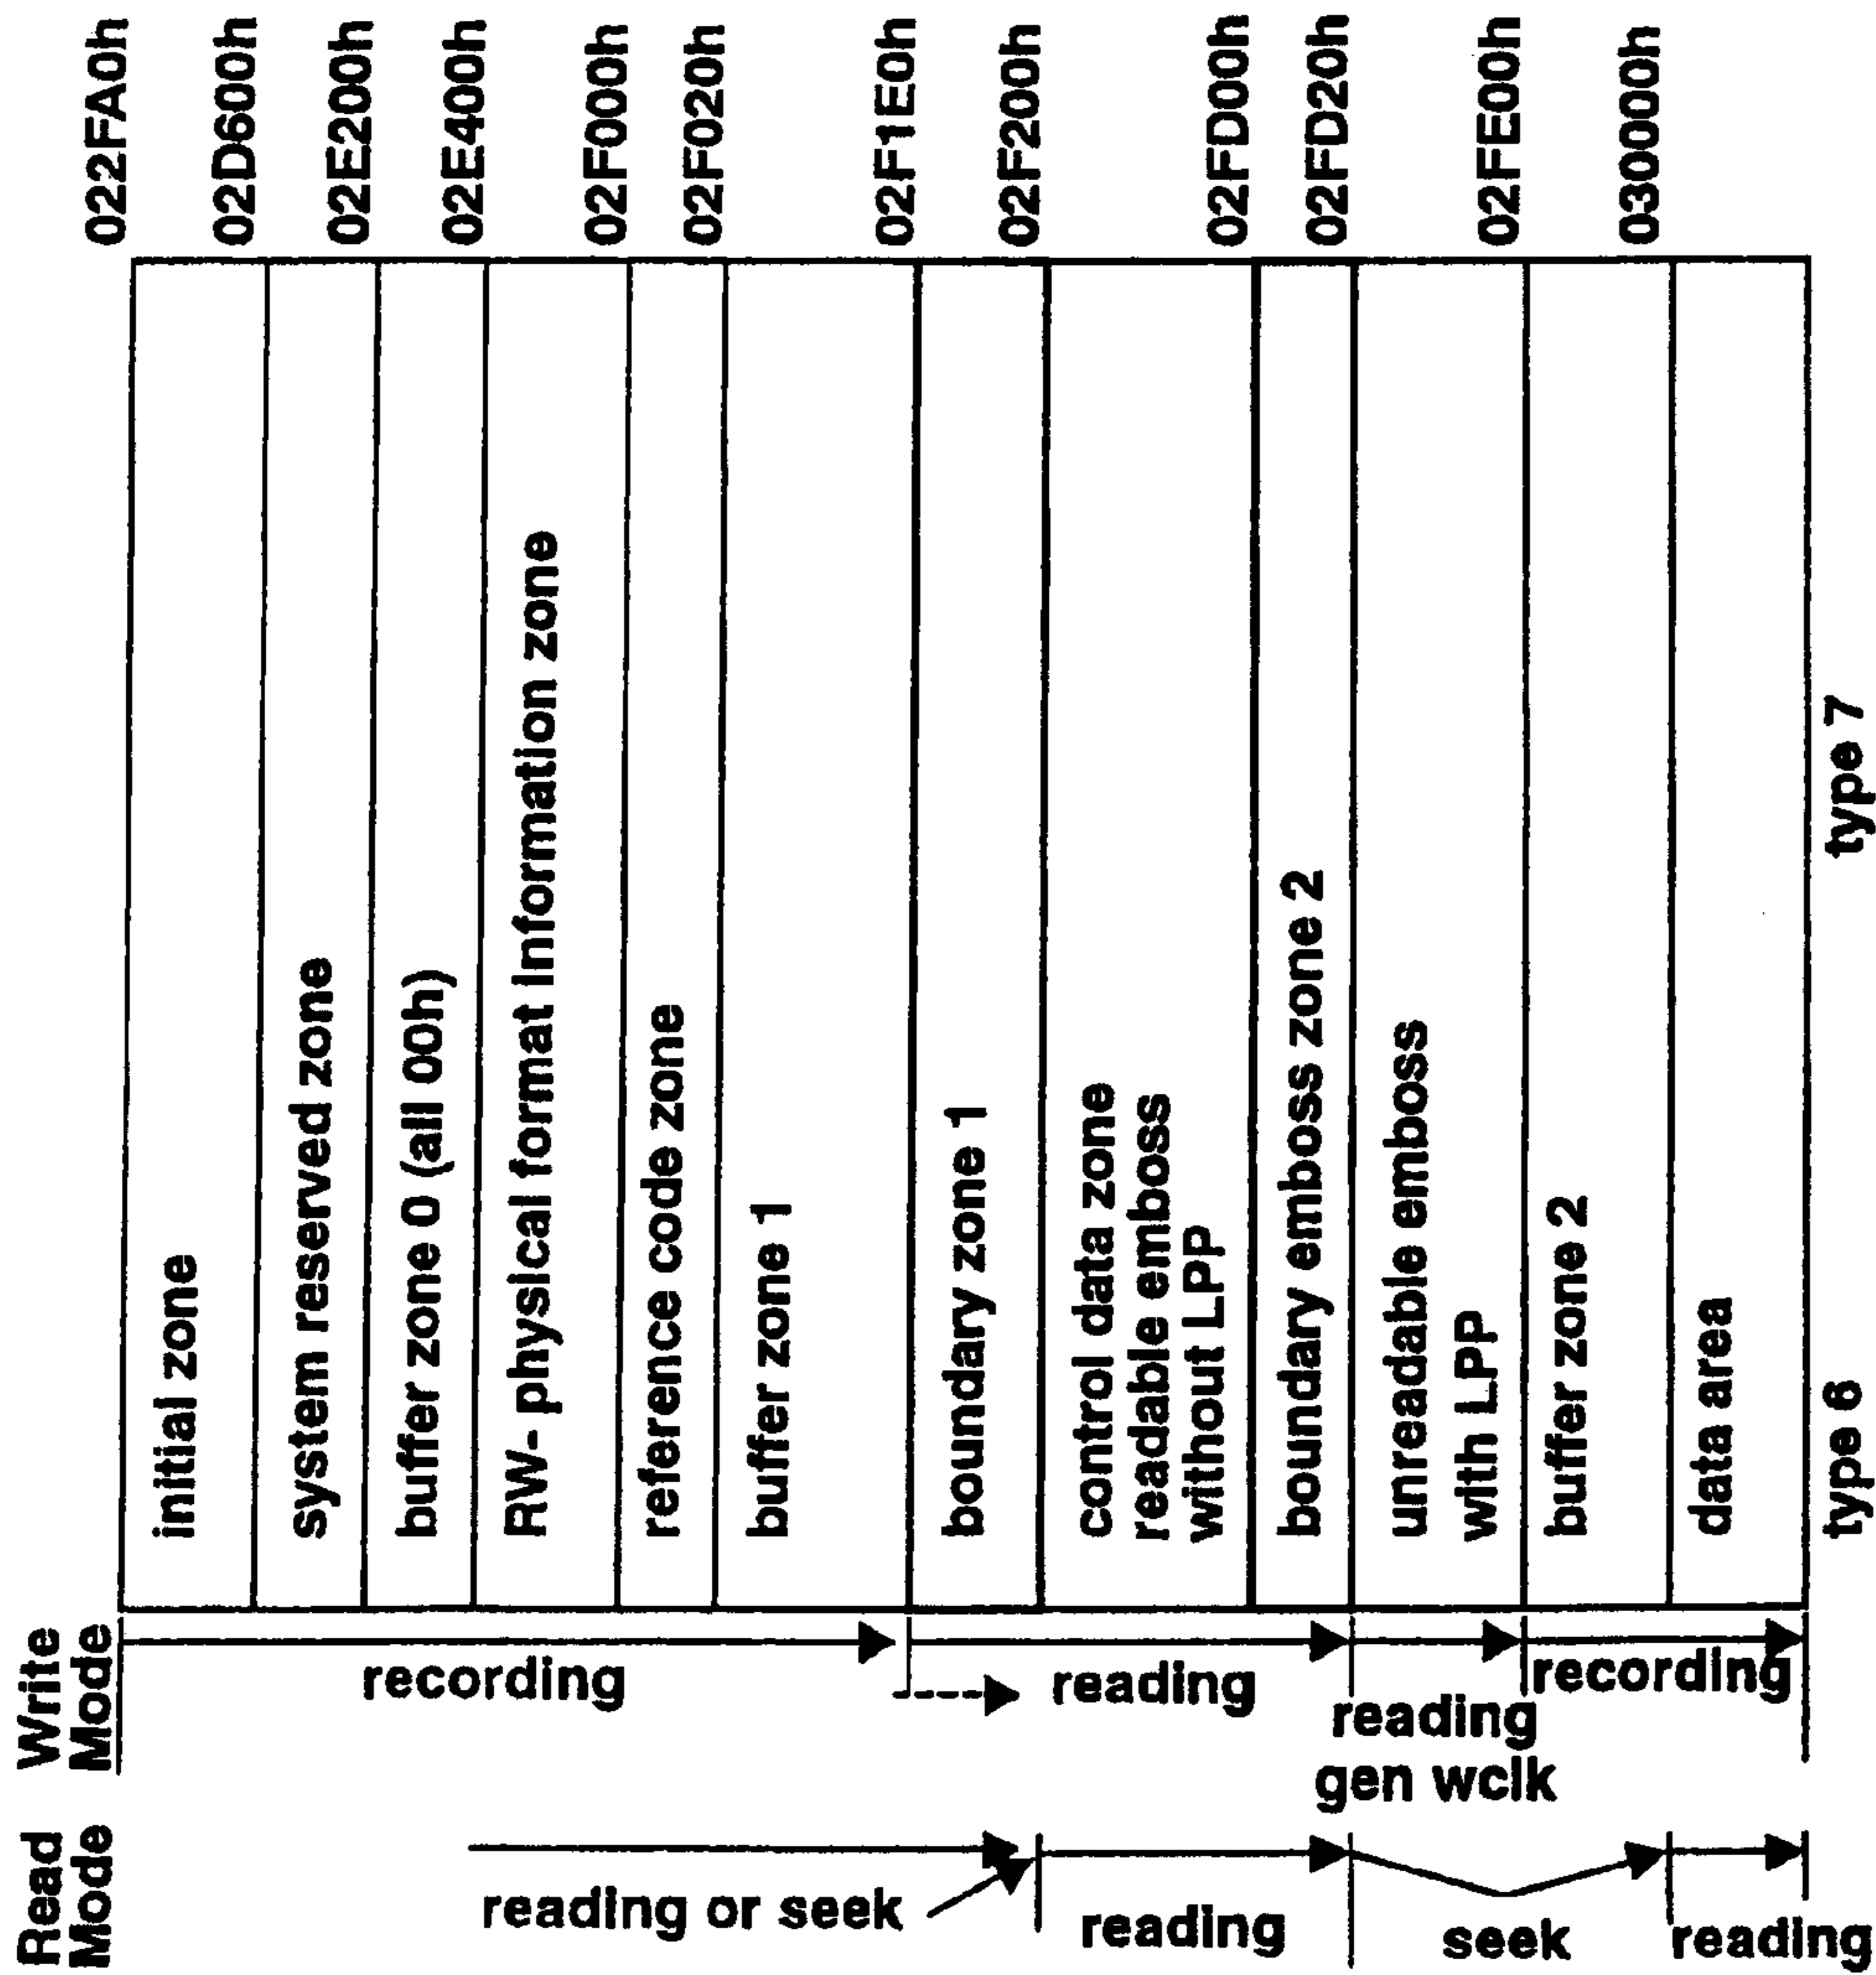 022FA0h
02D600h
02E200h
02E400h
02F000h
02F020h
02F1E0h
02F200h
02FD00h
02FD20h
02FE00h
030000h
initial zone
system reserved zone
buffer zone 0 (all 00h)
RW- physical format information zone
reference code zone
buffer zone 1
boundary zone 1
control data zone
readable emboss
without LPP
boundary emboss zone 2
unreadable emboss
with LPP
buffer zone 2
data area
type 6
type 7
Write
Mode
recording
reading
reading
gen wclk
recording
Read
Mode
reading or seek
reading
seek
reading